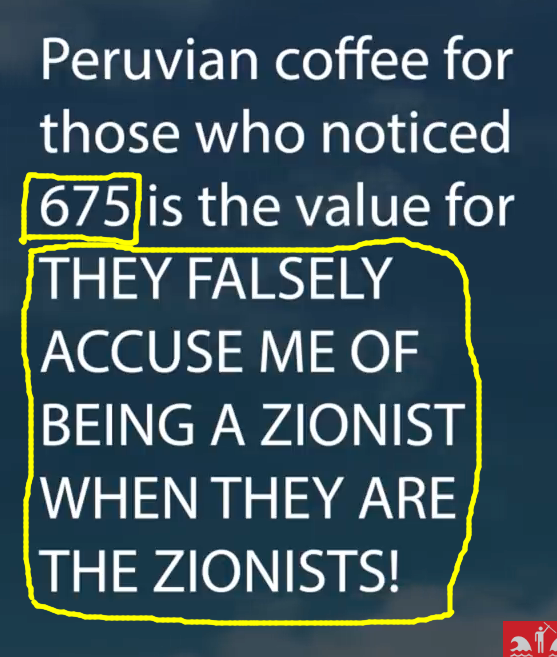 Peruvian coffee for
those who noticed
675 is the value for
THEY FALSELY
ACCUSE ME OF
BEING A ZIONIST
WHEN THEY ARE
THE ZIONISTS!